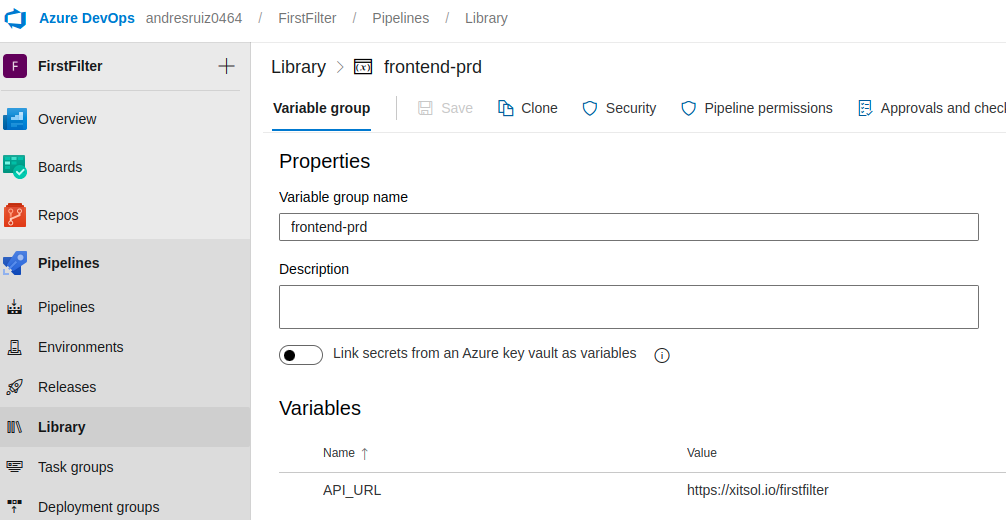 Azure DevOps andresruiz0464 / FirstFilter / Pipelines / Library
F FirstFilter
Overview
Boards
Repos
Pipelines
Pipelines
Environments
Releases
Library
Task groups
Deployment groups
Library > (x) frontend-prd
Variable group Save Clone Security Pipeline permissions Approvals and chec
Properties
Variable group name
frontend-prd
Description
Link secrets from an Azure key vault as variables i
Variables
Name ↑ Value
API_URL https://xitsol.io/firstfilter